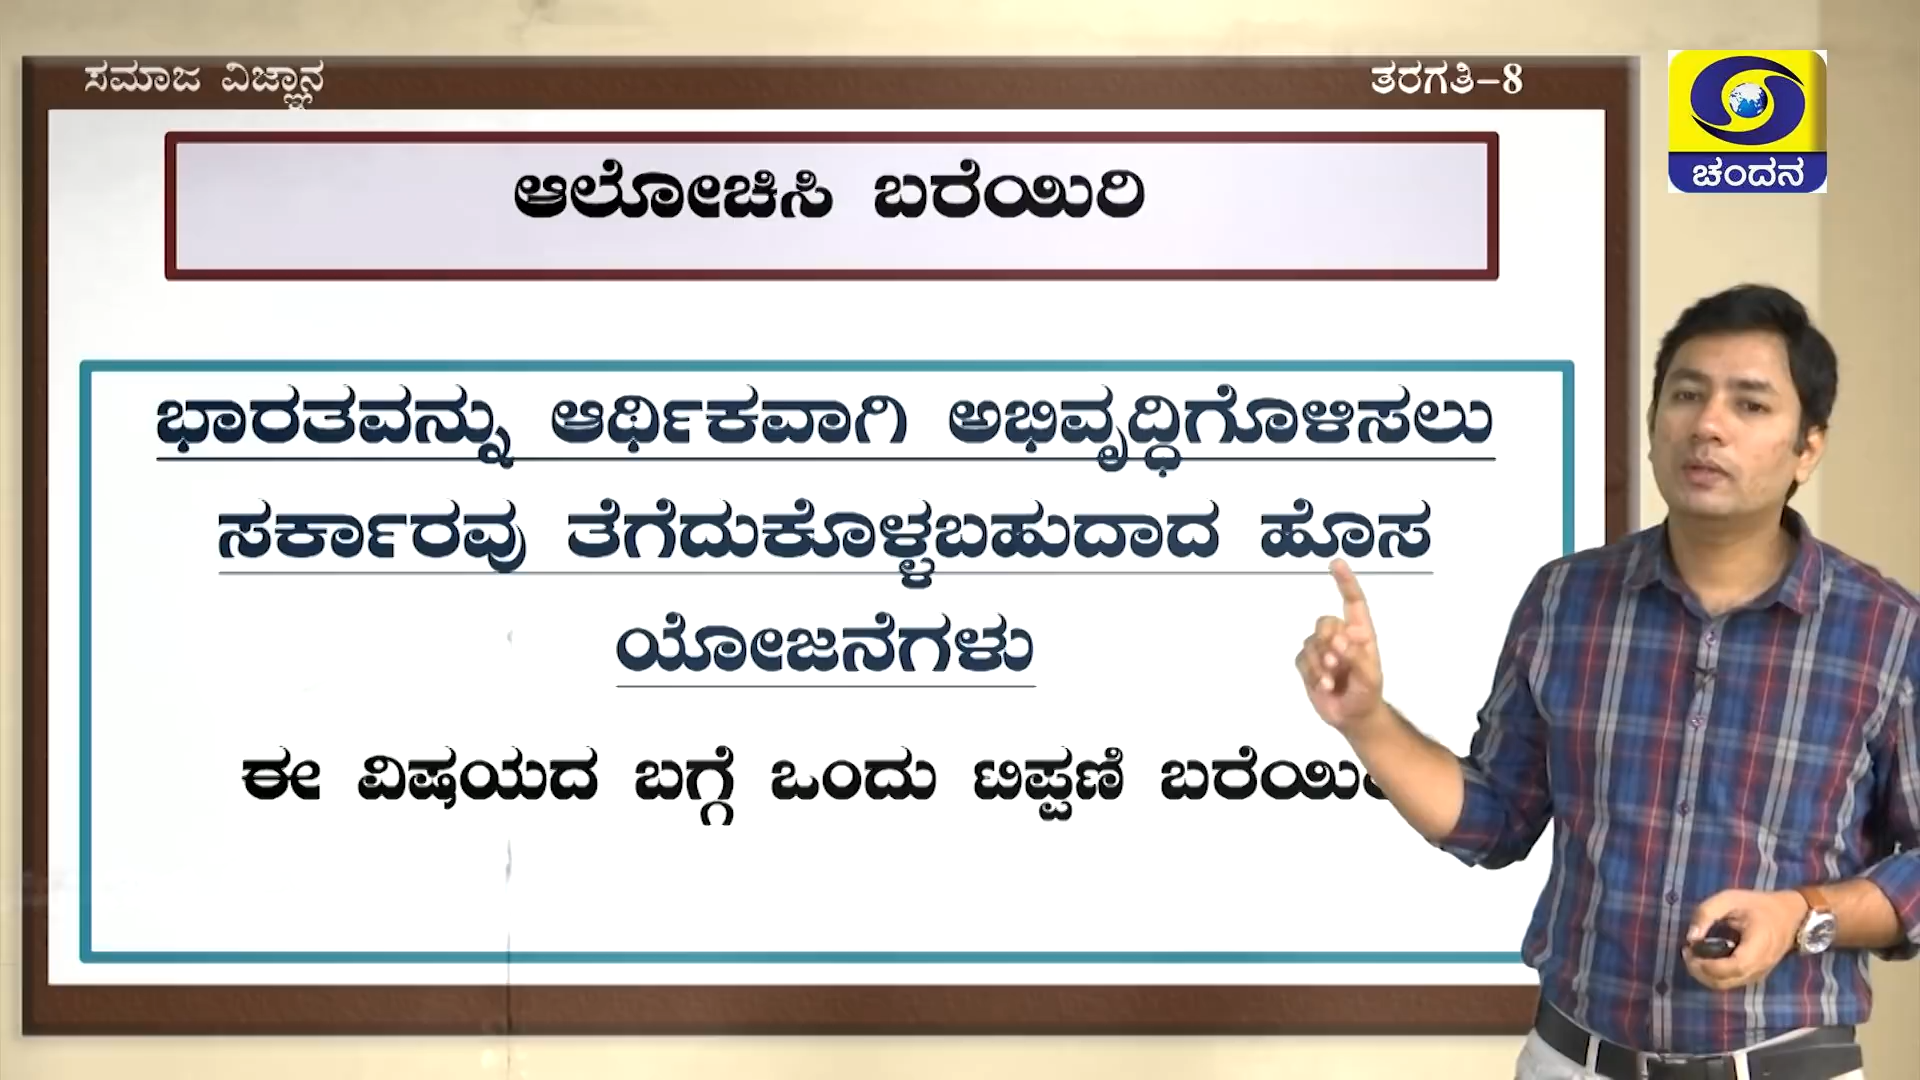 ಸಮಾಜ ವಿಜ್ಞಾನ
ತರಗತಿ-8
ಚಂದನ
ಆಲೋಚಿಸಿ ಬರೆಯಿರಿ
ಭಾರತವನ್ನು ಆರ್ಥಿಕವಾಗಿ ಅಭಿವೃದ್ಧಿಗೊಳಿಸಲು
ಸರ್ಕಾರವು ತೆಗೆದುಕೊಳ್ಳಬಹುದಾದ ಹೊಸ
ಯೋಜನೆಗಳು
ಈ ವಿಷಯದ ಬಗ್ಗೆ ಒಂದು ಟಿಪ್ಪಣಿ